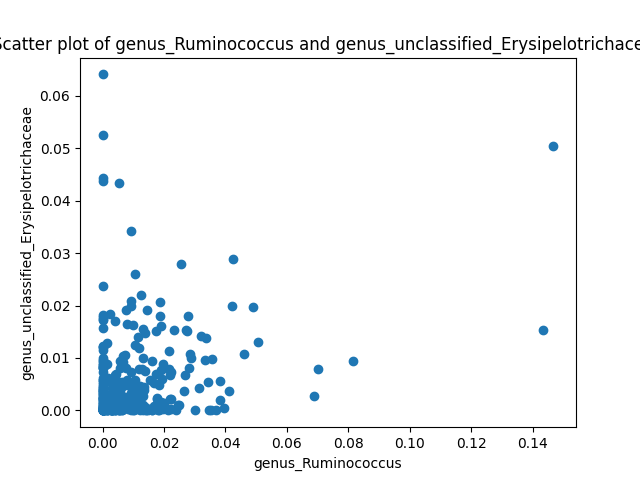 Scatter plot of genus_Ruminococcus and genus_unclassified_Erysipelotrichace
0.06
0.05
0.04
0.03
0.02
0.01
0.00
genus_unclassified_Erysipelotrichaceae
0.00 0.02 0.04 0.06 0.08 0.10 0.12 0.14
genus_Ruminococcus